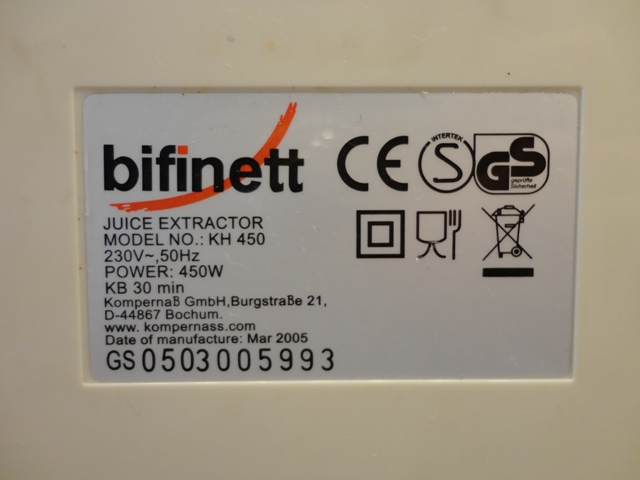 bifinett
CE
INTERTEK
S
GS
geprüfte
Sicherheit
JUICE EXTRACTOR
MODEL NO.: KH 450
230V~,50Hz
POWER: 450W
KB 30 min
Kompernaß GmbH,Burgstraße 21,
D-44867 Bochum.
www. kompernass.com
Date of manufacture: Mar 2005
GS0503005993